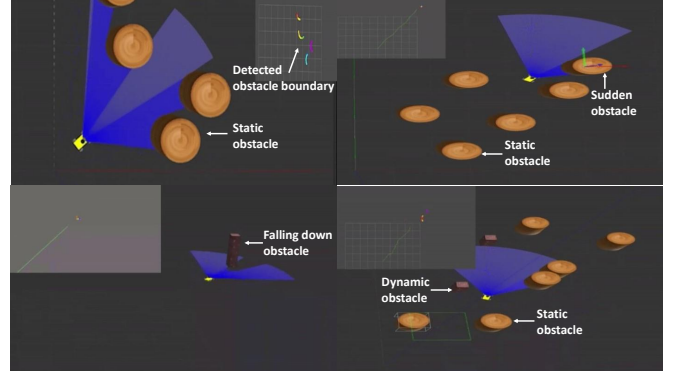 Detected
obstacle boundary
Static
obstacle
Sudden
obstacle
Static
obstacle
Falling down
obstacle
Dynamic
obstacle
Static
obstacle